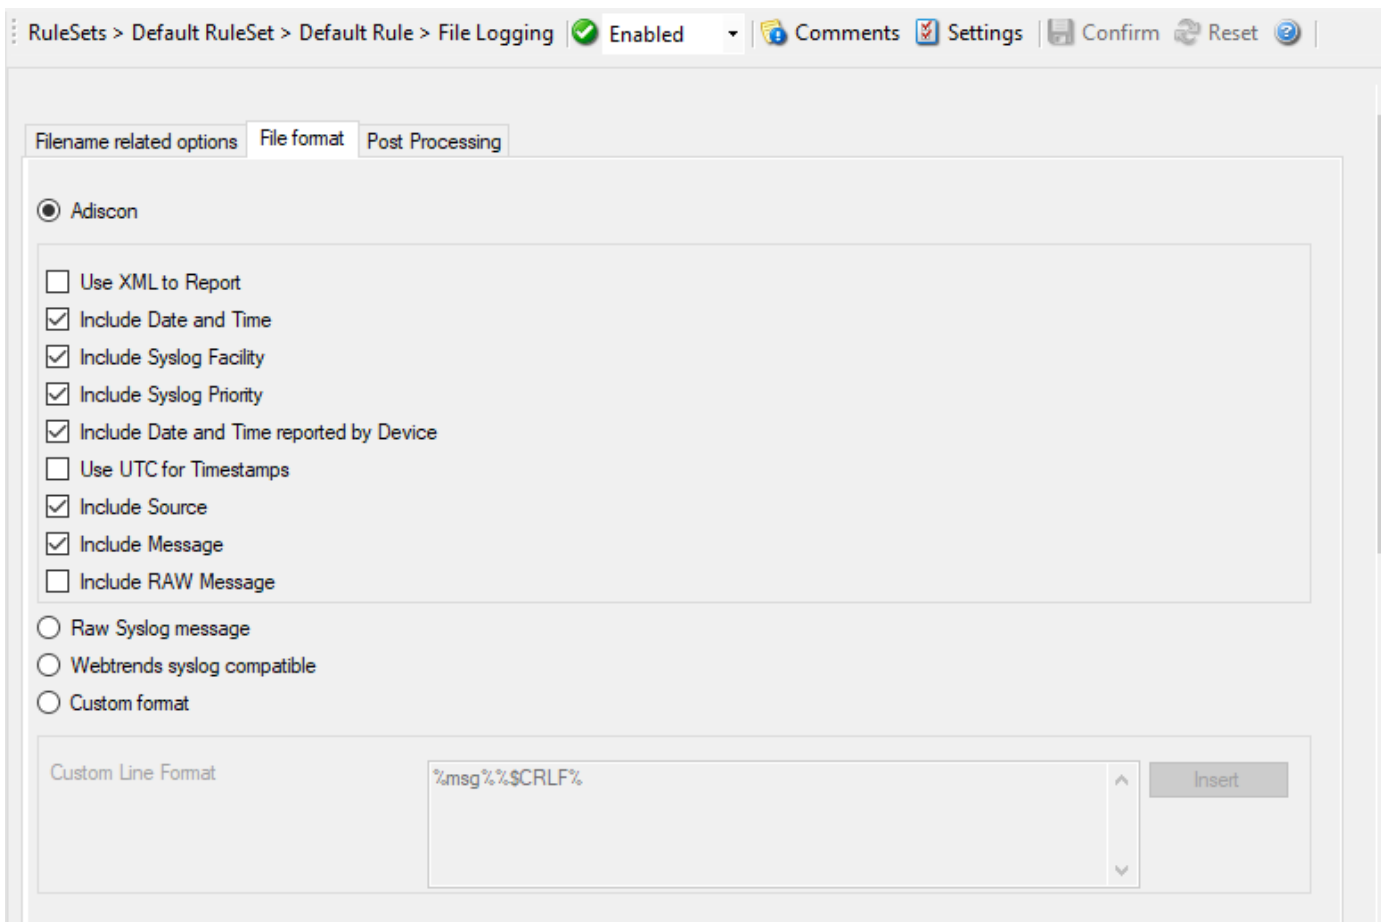 RuleSets > Default RuleSet > Default Rule > File Logging Enabled Comments Settings Confirm Reset
Filename related options File format Post Processing
Adiscon
Use XML to Report
Include Date and Time
Include Syslog Facility
Include Syslog Priority
Include Date and Time reported by Device
Use UTC for Timestamps
Include Source
Include Message
Include RAW Message
Raw Syslog message
Webtrends syslog compatible
Custom format
Custom Line Format %msg%%$CRLF% Insert